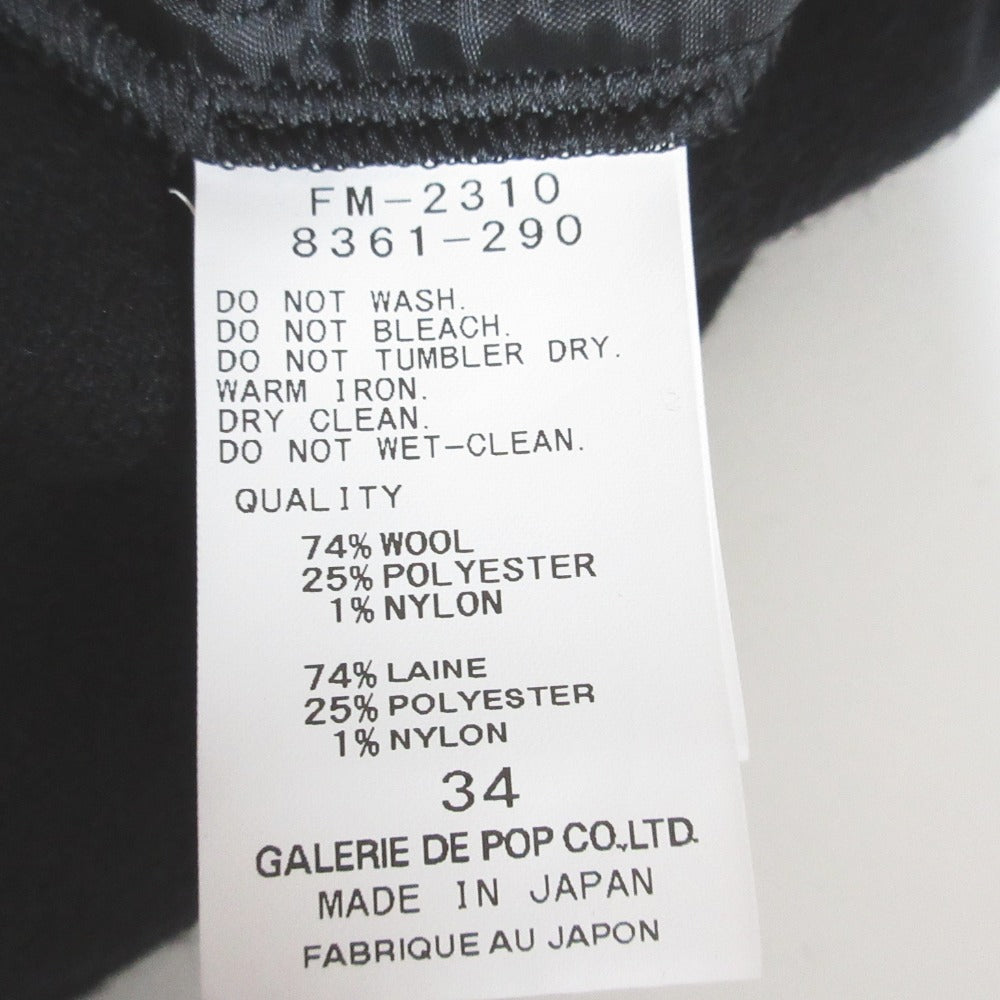 FM-2310
8361-290
DO NOT WASH.
DO NOT BLEACH.
DO NOT TUMBLER DRY.
WARM IRON.
DRY CLEAN.
DO NOT WET-CLEAN.
QUALITY
74% WOOL
25% POLYESTER
1% NYLON
74% LAINE
25% POLYESTER
1% NYLON
34
GALERIE DE POP CO.,LTD.
MADE IN JAPAN
FABRIQUE AU JAPON